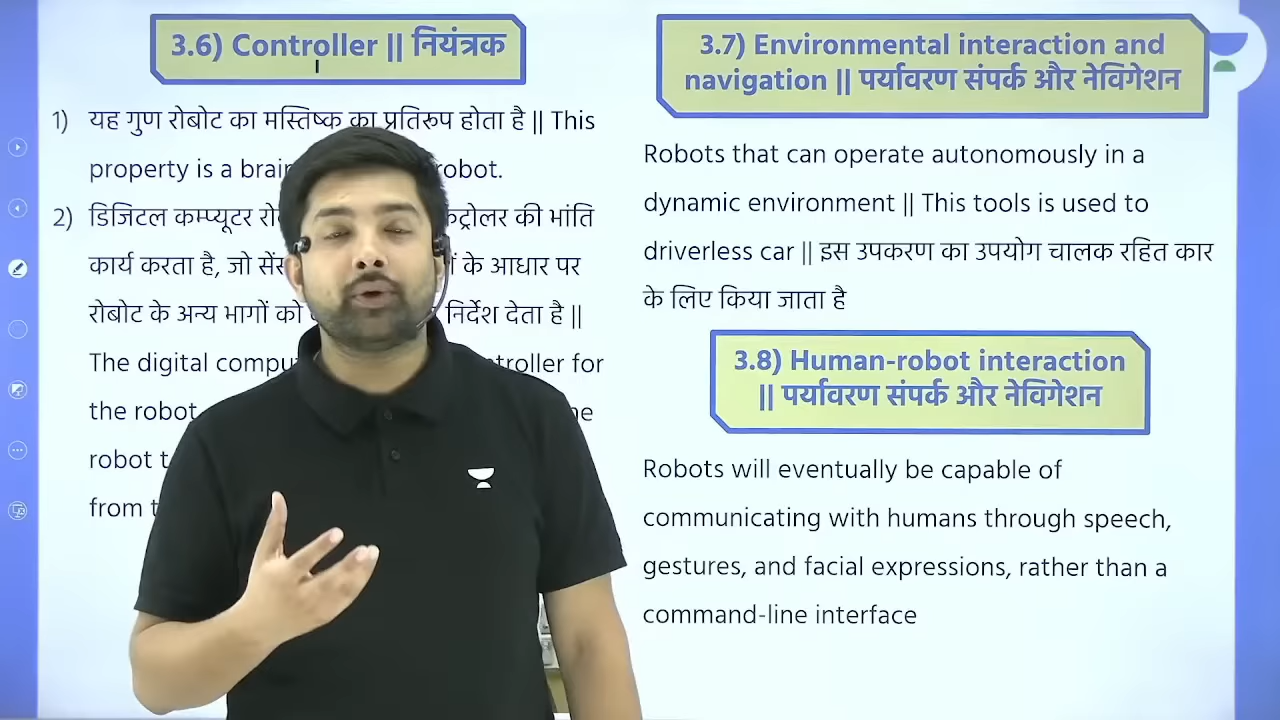 3.6) Controller || नियंत्रक
1) यह गुण रोबोट का मस्तिष्क का प्रतिरूप होता है || This
property is a robot.
2) डिजिटल कम्प्यूटर की भांति
कार्य करता है, जो के आधार पर
रोबोट के अन्य भागों को निर्देश देता है ||
The digital for
the robot
robot
from
3.7) Environmental interaction and
navigation || पर्यावरण संपर्क और नेविगेशन
Robots that can operate autonomously in a
dynamic environment || This tools is used to
driverless car || इस उपकरण का उपयोग चालक रहित कार
के लिए किया जाता है
3.8) Human-robot interaction
|| पर्यावरण संपर्क और नेविगेशन
Robots will eventually be capable of
communicating with humans through speech,
gestures, and facial expressions, rather than a
command-line interface